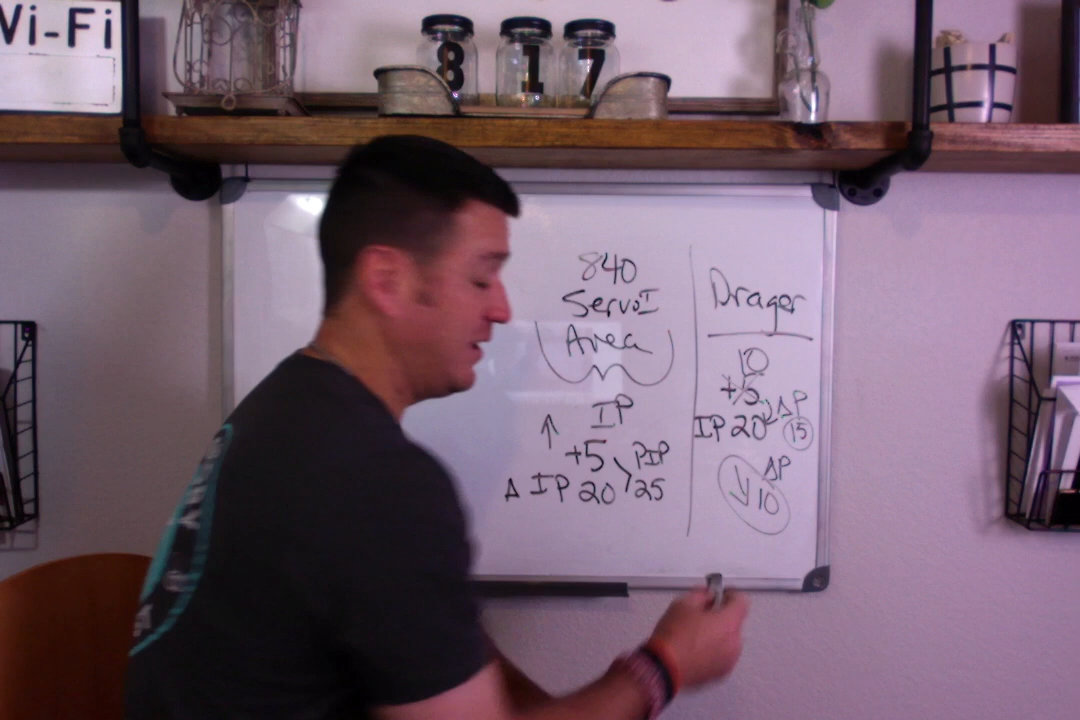 Wi-Fi
8 1 7
840
ServoI
Area
↑ IP
+5 PIP
Δ IP 20 25
Drager
10
+5 ΔP
IP 20 15
ΔP
↓ 10